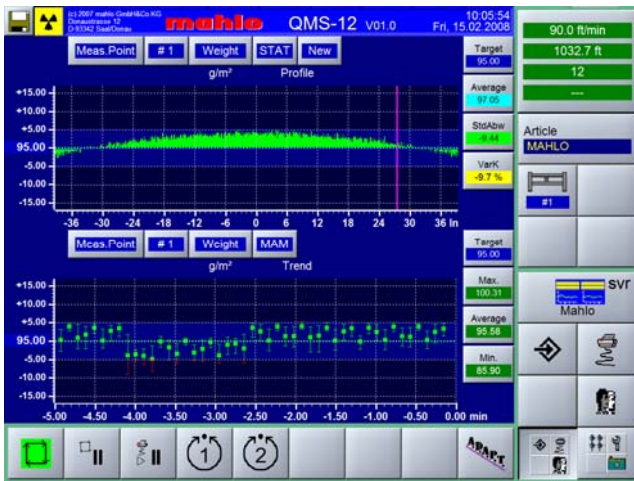 (c) 2007 mahlo GmbH&Co KG
Donaustrasse 12
D-93342 Saal/Donau
mahlo
QMS-12 V01.0
10:05:54
Fri, 15.02.2008
90.0 ft/min
1032.7 ft
12
---
Meas.Point # 1 Weight STAT New
g/m² Profile
Target
95.00
Average
97.05
StdAbw
-9.44
VarK
-9.7 %
+15.00
+10.00
+5.00
95.00
-5.00
-10.00
-15.00
-36 -30 -24 -18 -12 -6 0 6 12 18 24 30 36 In
Article
MAHLO
#1
Meas.Point # 1 Weight MAM
g/m² Trend
Target
95.00
Max.
100.31
Average
95.58
Min.
85.90
+15.00
+10.00
+5.00
95.00
-5.00
-10.00
-15.00
-5.00 -4.50 -4.00 -3.50 -3.00 -2.50 -2.00 -1.50 -1.00 -0.50 0.00 min
svr
Mahlo
1
2